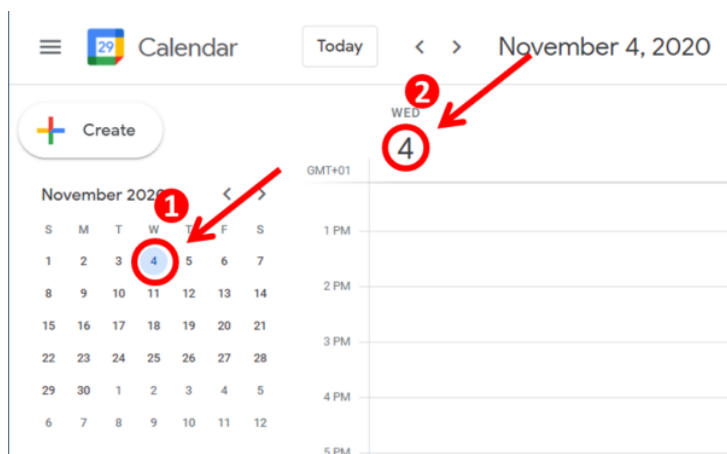 29 Calendar Today < > November 4, 2020
2
WED
4
Create
GMT+01
November 2020 < >
1
S M T W T F S
1 PM
1 2 3 4 5 6 7
2 PM
8 9 10 11 12 13 14
15 16 17 18 19 20 21
3 PM
22 23 24 25 26 27 28
29 30 1 2 3 4 5
4 PM
6 7 8 9 10 11 12
5 PM